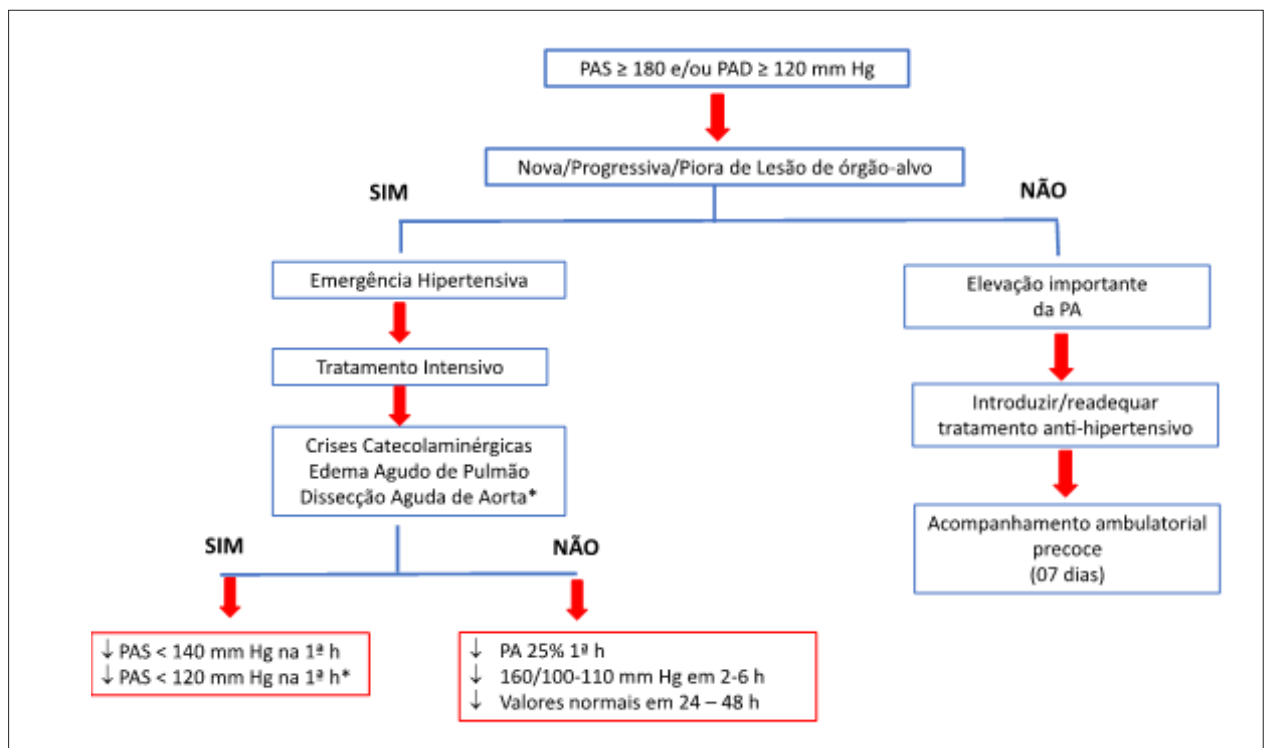 PAS ≥ 180 e/ou PAD ≥ 120 mm Hg
Nova/Progressiva/Piora de Lesão de órgão-alvo
SIM
NÃO
Emergência Hipertensiva
Tratamento Intensivo
Crises Catecolaminérgicas
Edema Agudo de Pulmão
Dissecção Aguda de Aorta*
SIM
NÃO
↓ PAS < 140 mm Hg na 1ª h
↓ PAS < 120 mm Hg na 1ª h*
↓ PA 25% 1ª h
↓ 160/100-110 mm Hg em 2-6 h
↓ Valores normais em 24 – 48 h
Elevação importante
da PA
Introduzir/readequar
tratamento anti-hipertensivo
Acompanhamento ambulatorial
precoce
(07 dias)